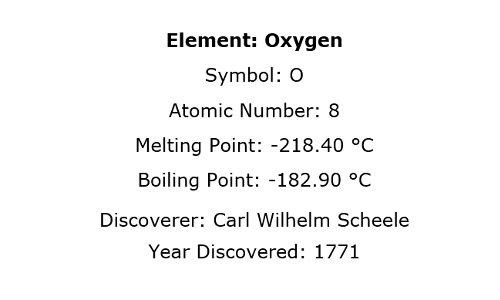 Element: Oxygen
Symbol: O
Atomic Number: 8
Melting Point: -218.40 °C
Boiling Point: -182.90 °C
Discoverer: Carl Wilhelm Scheele
Year Discovered: 1771